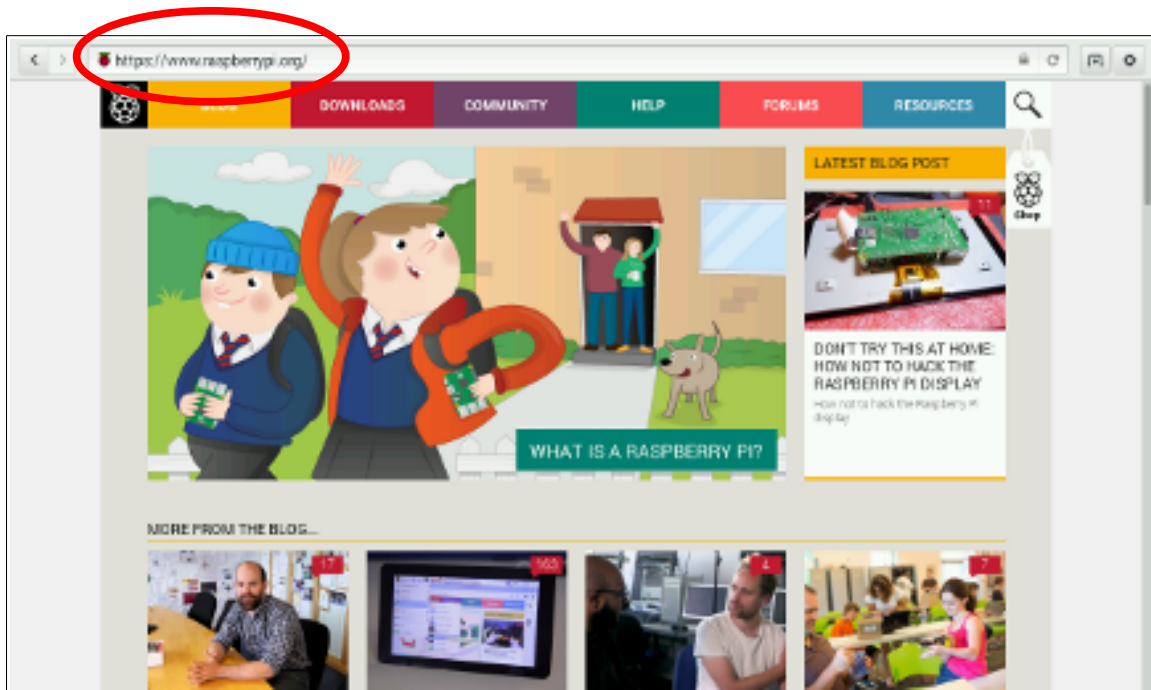 https://www.raspberrypi.org/
BLOG
DOWNLOADS
COMMUNITY
HELP
FORUMS
RESOURCES
LATEST BLOG POST
11
Shop
DON'T TRY THIS AT HOME:
HOW NOT TO HACK THE
RASPBERRY PI DISPLAY
How not to hack the Raspberry Pi
display
WHAT IS A RASPBERRY PI?
MORE FROM THE BLOG...
17
163
4
7